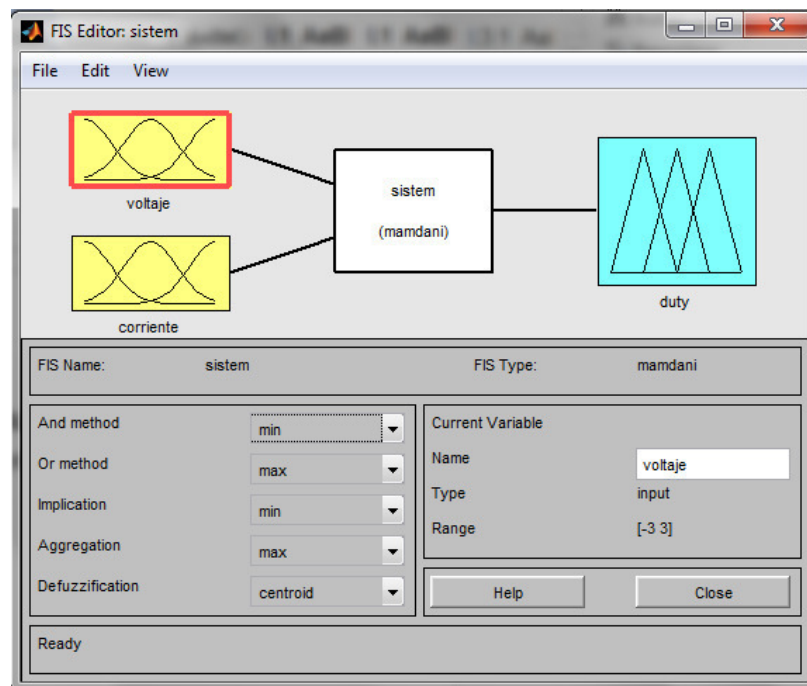 FIS Editor: sistem
File Edit View
voltaje
sistem
(mamdani)
corriente
duty
FIS Name: sistem FIS Type: mamdani
And method min
Or method max
Implication min
Aggregation max
Defuzzification centroid
Current Variable
Name voltaje
Type input
Range [-3 3]
Help Close
Ready